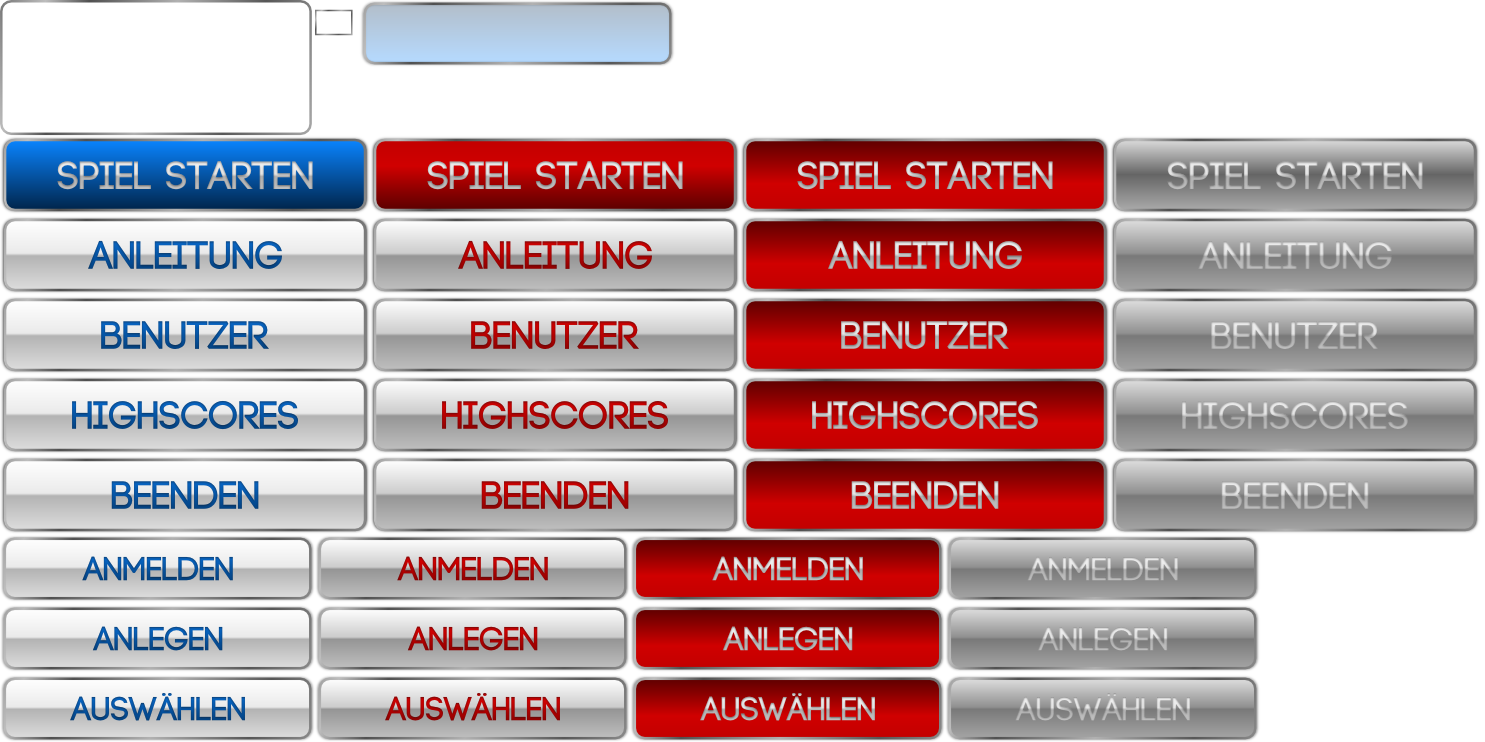 SPIEL STARTEN SPIEL STARTEN SPIEL STARTEN SPIEL STARTEN
ANLEITUNG ANLEITUNG ANLEITUNG ANLEITUNG
BENUTZER BENUTZER BENUTZER BENUTZER
HIGHSCORES HIGHSCORES HIGHSCORES HIGHSCORES
BEENDEN BEENDEN BEENDEN BEENDEN
ANMELDEN ANMELDEN ANMELDEN ANMELDEN
ANLEGEN ANLEGEN ANLEGEN ANLEGEN
AUSWÄHLEN AUSWÄHLEN AUSWÄHLEN AUSWÄHLEN